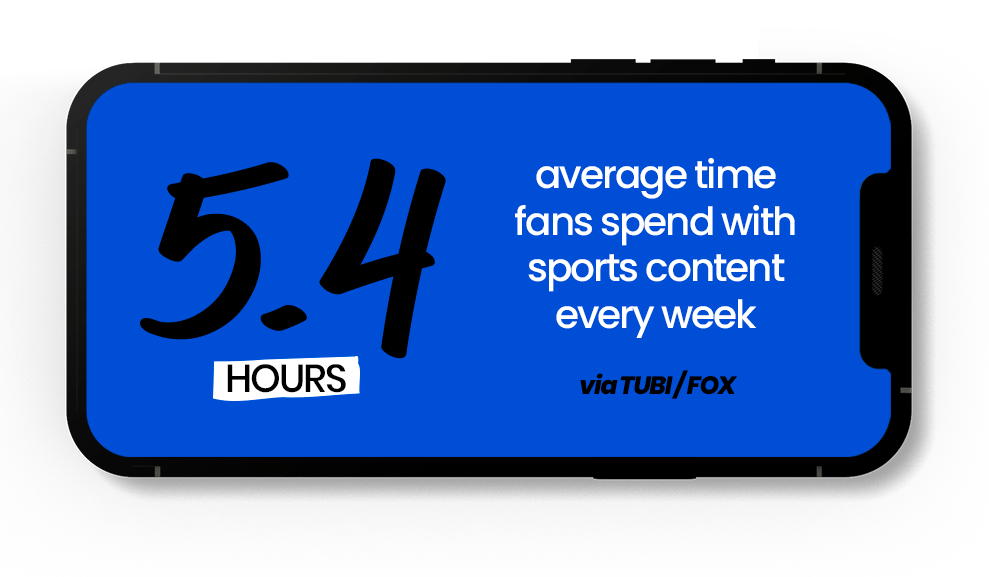 5.4
HOURS
average time
fans spend with
sports content
every week
via TUBI/FOX